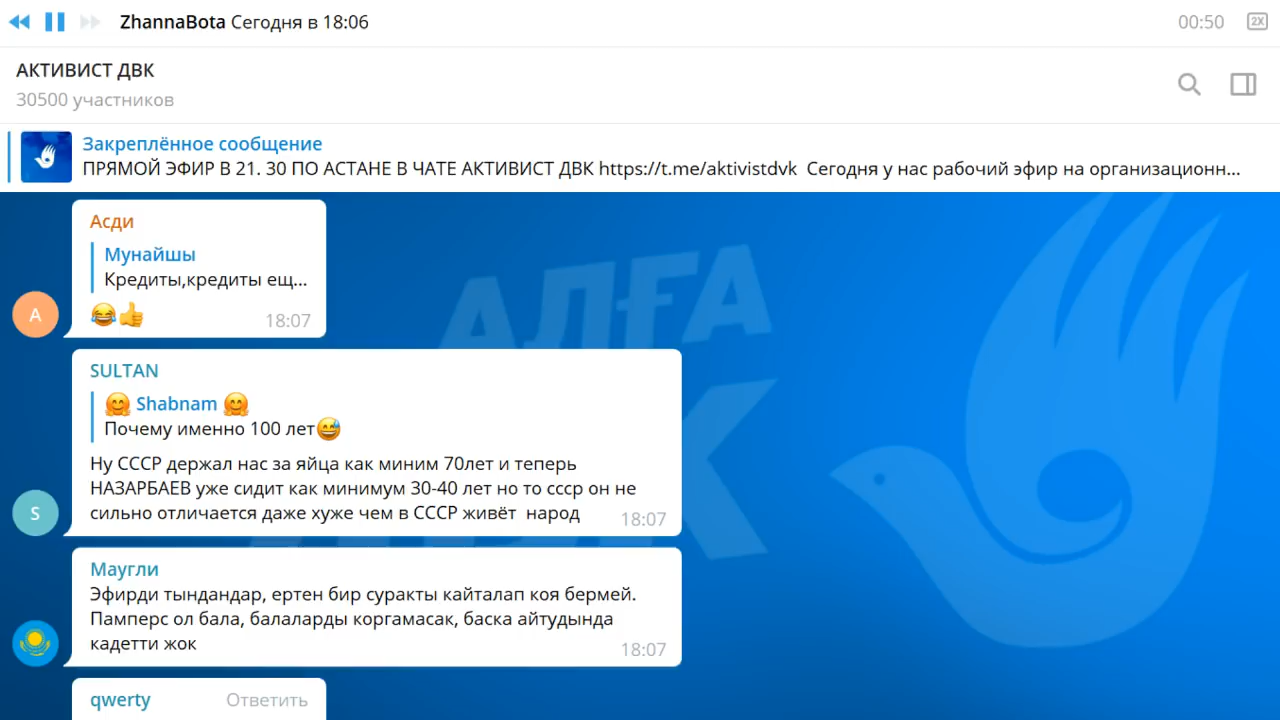 ZhannaBota Сегодня в 18:06
00:50
2X
АКТИВИСТ ДВК
30500 участников
Закреплённое сообщение
ПРЯМОЙ ЭФИР В 21. 30 ПО АСТАНЕ В ЧАТЕ АКТИВИСТ ДВК https://t.me/aktivistdvk Сегодня у нас рабочий эфир на организационн...
АЛҒА
Асди
Мунайшы
Кредиты,кредиты ещ...
😂👍
18:07
A
SULTAN
🤗 Shabnam 🤗
Почему именно 100 лет😅
Ну СССР держал нас за яйца как миним 70лет и теперь
НАЗАРБАЕВ уже сидит как минимум 30-40 лет но то ссср он не
сильно отличается даже хуже чем в СССР живёт народ
18:07
S
Маугли
Эфирди тындандар, ертен бир суракты кайталап коя бермей.
Памперс ол бала, балаларды коргамасак, баска айтудында
кадетти жок
18:07
qwerty
Ответить